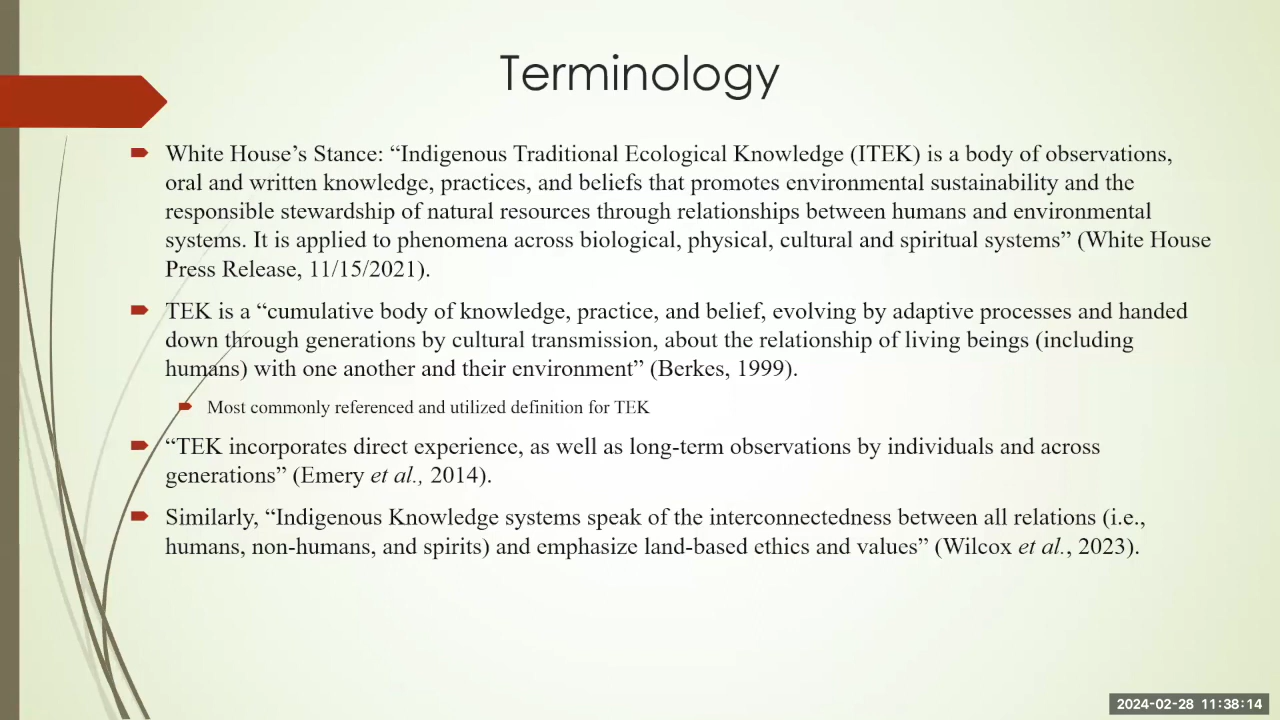 Terminology
White House’s Stance: “Indigenous Traditional Ecological Knowledge (ITEK) is a body of observations,
oral and written knowledge, practices, and beliefs that promotes environmental sustainability and the
responsible stewardship of natural resources through relationships between humans and environmental
systems. It is applied to phenomena across biological, physical, cultural and spiritual systems” (White House
Press Release, 11/15/2021).
TEK is a “cumulative body of knowledge, practice, and belief, evolving by adaptive processes and handed
down through generations by cultural transmission, about the relationship of living beings (including
humans) with one another and their environment” (Berkes, 1999).
Most commonly referenced and utilized definition for TEK
“TEK incorporates direct experience, as well as long-term observations by individuals and across
generations” (Emery et al., 2014).
Similarly, “Indigenous Knowledge systems speak of the interconnectedness between all relations (i.e.,
humans, non-humans, and spirits) and emphasize land-based ethics and values” (Wilcox et al., 2023).
2024-02-28 11:38:14